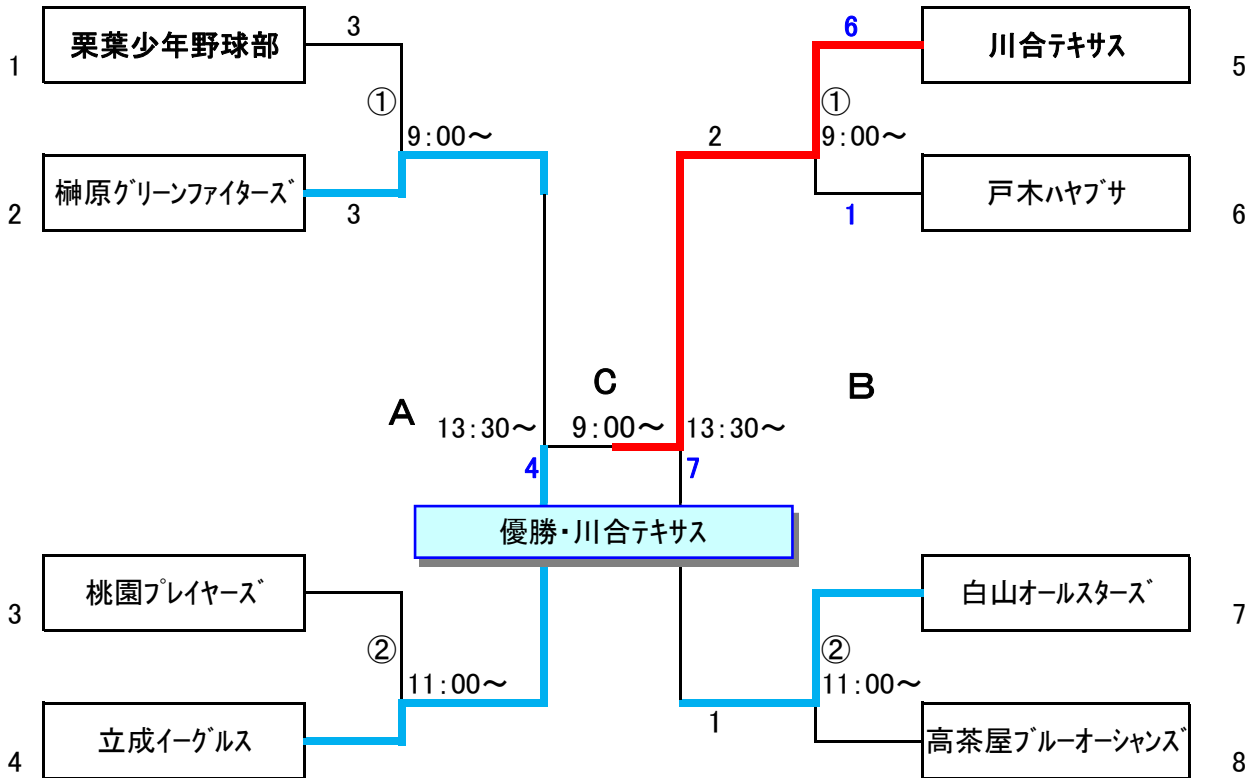 3
6
1
栗葉少年野球部
川合テキサス
5
①
①
9:00～
2
9:00～
2
榊原グリーンファイターズ
3
1
戸木ハヤブサ
6
C
A
B
13:30～
9:00～
13:30～
4
7
優勝・川合テキサス
3
桃園プレイヤーズ
白山オールスターズ
7
②
②
11:00～
11:00～
4
立成イーグルス
1
高茶屋ブルーオーシャンズ
8